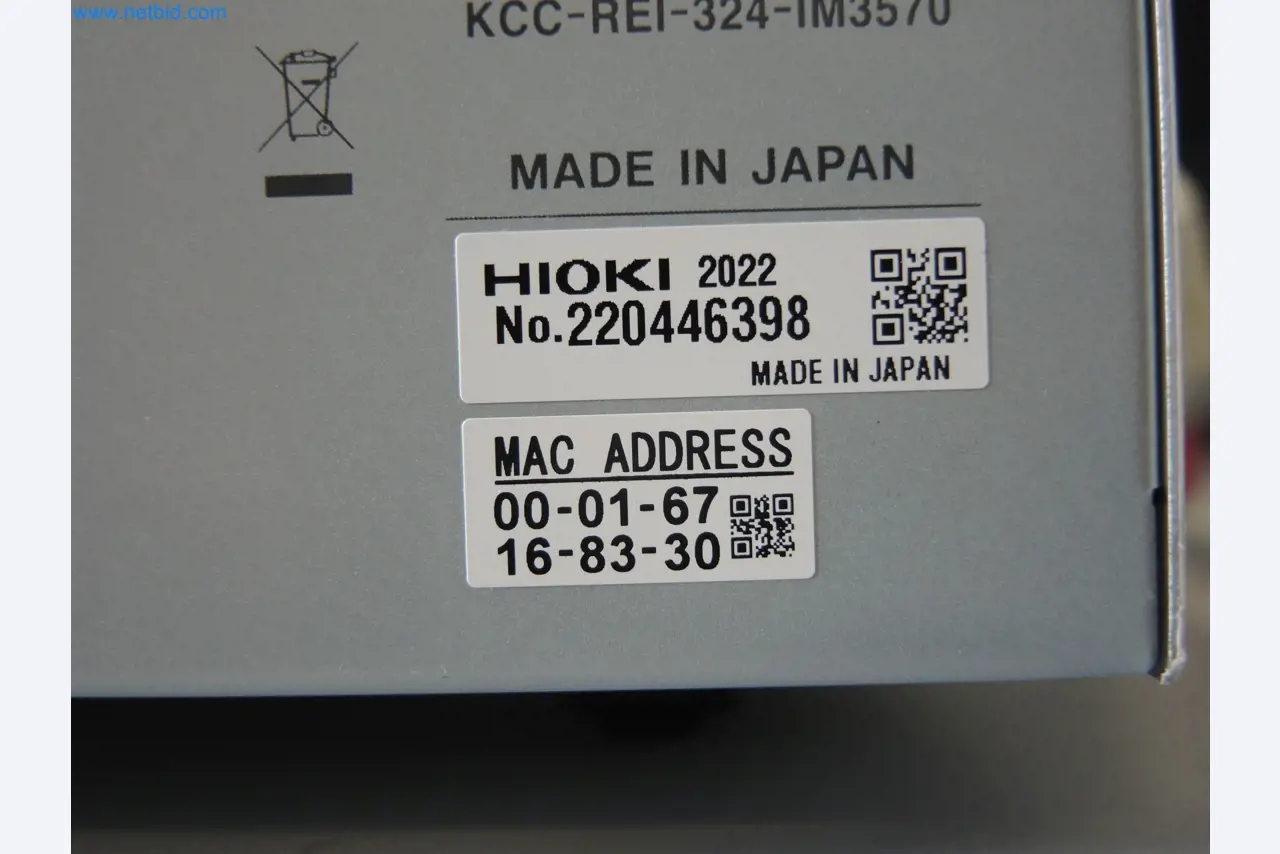 www.netbid.com
KCC-REI-324-IM3570
MADE IN JAPAN
HIOKI 2022
No.220446398
MADE IN JAPAN
MAC ADDRESS
00-01-67
16-83-30